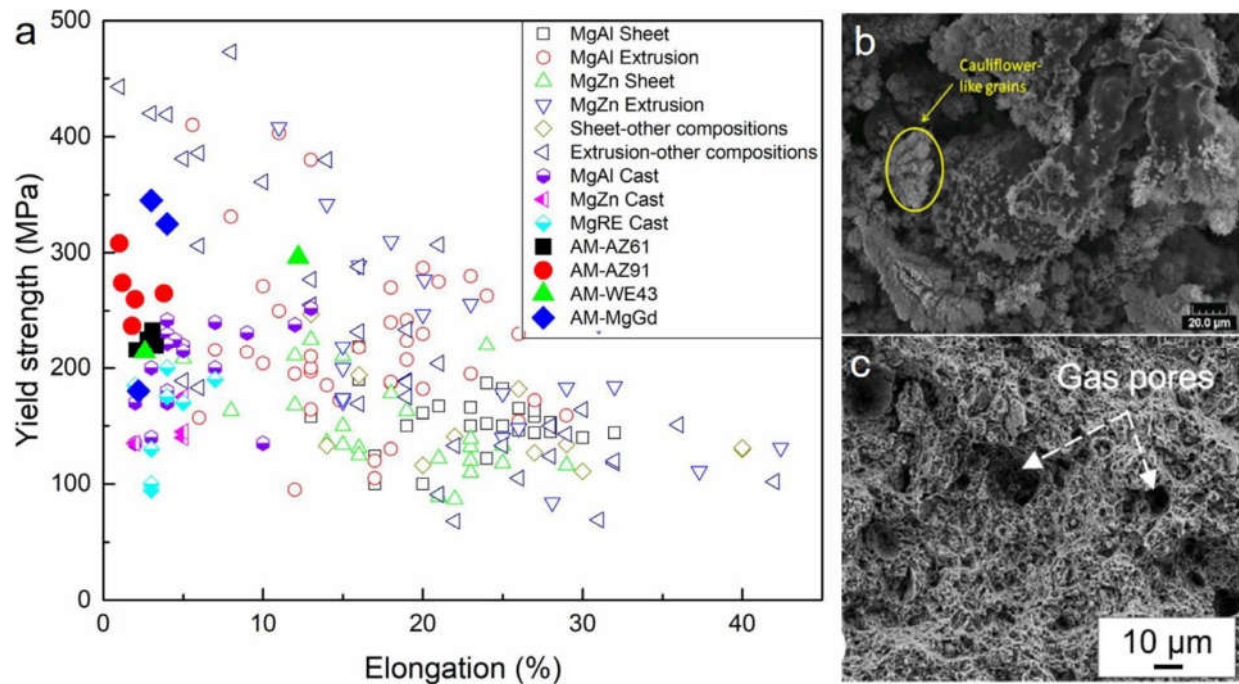 a
500
400
300
200
100
0
Yield strength (MPa)
0
10
20
30
40
Elongation (%)
MgAl Sheet
MgAl Extrusion
MgZn Sheet
MgZn Extrusion
Sheet-other compositions
Extrusion-other compositions
MgAl Cast
MgZn Cast
MgRE Cast
AM-AZ61
AM-AZ91
AM-WE43
AM-MgGd
b
Cauliflower-
like grains
20.0 µm
c
Gas pores
10 µm